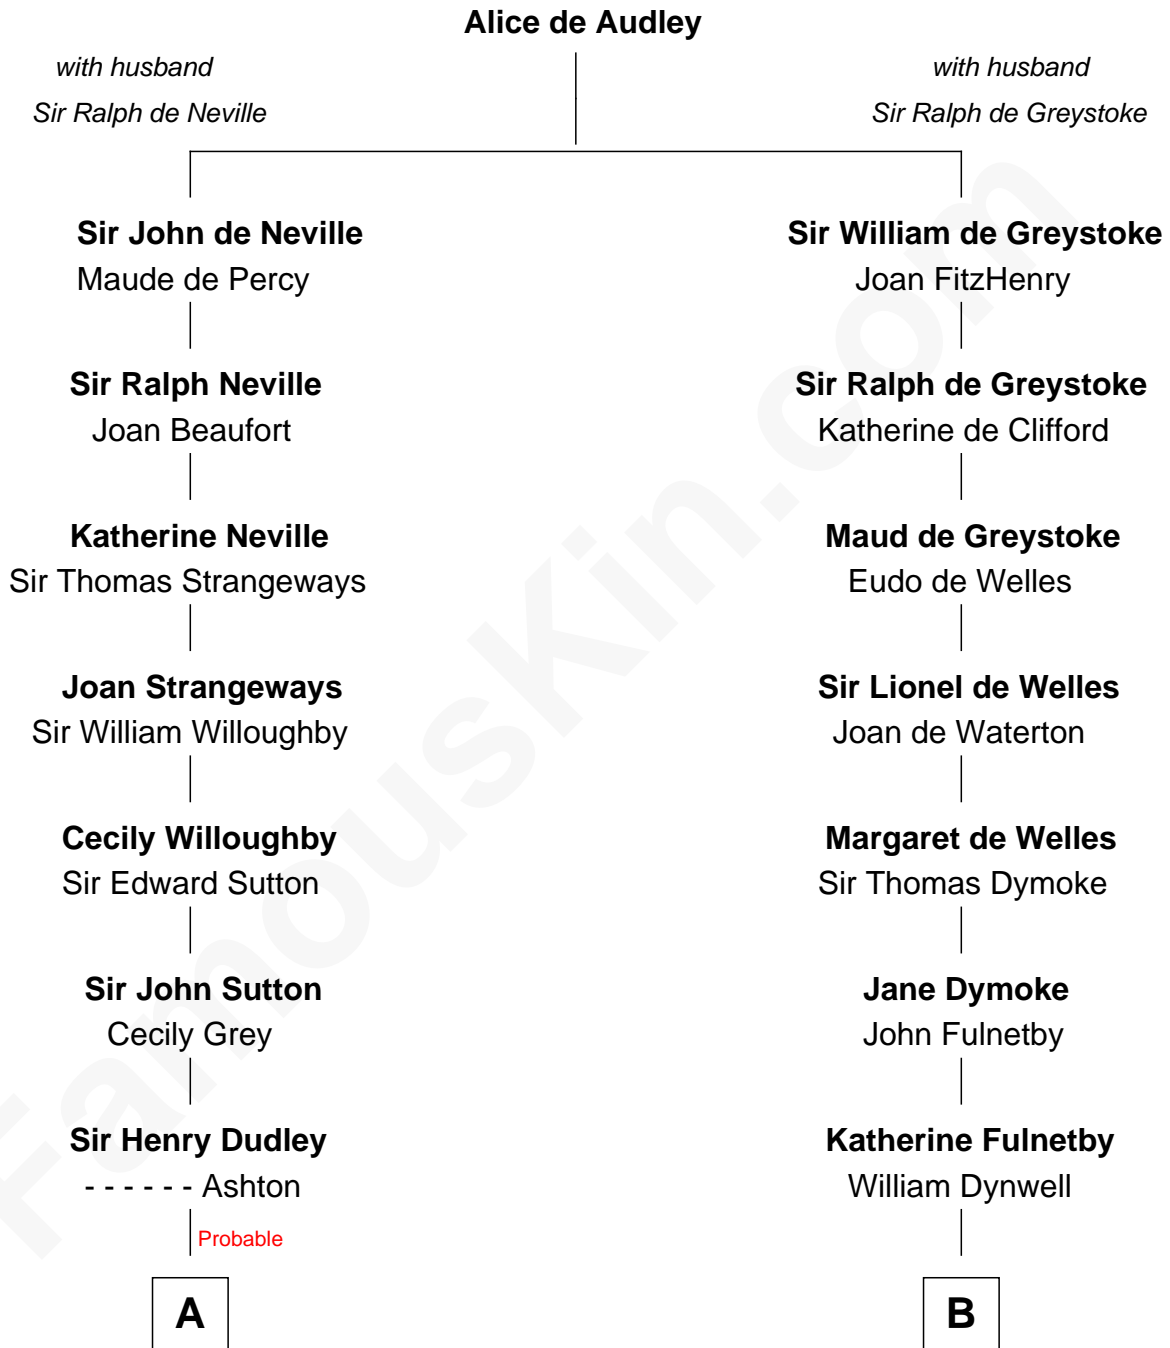 Alice de Audley
with husband
Sir Ralph de Neville
with husband
Sir Ralph de Greystoke
Sir John de Neville
Maude de Percy
Sir William de Greystoke
Joan FitzHenry
Sir Ralph Neville
Joan Beaufort
Sir Ralph de Greystoke
Katherine de Clifford
Katherine Neville
Sir Thomas Strangeways
Maud de Greystoke
Eudo de Welles
Joan Strangeways
Sir William Willoughby
Sir Lionel de Welles
Joan de Waterton
Cecily Willoughby
Sir Edward Sutton
Margaret de Welles
Sir Thomas Dymoke
Sir John Sutton
Cecily Grey
Jane Dymoke
John Fulnetby
Sir Henry Dudley
- - - - - - Ashton
Katherine Fulnetby
William Dynwell
Probable
A
B
FamousKin.com